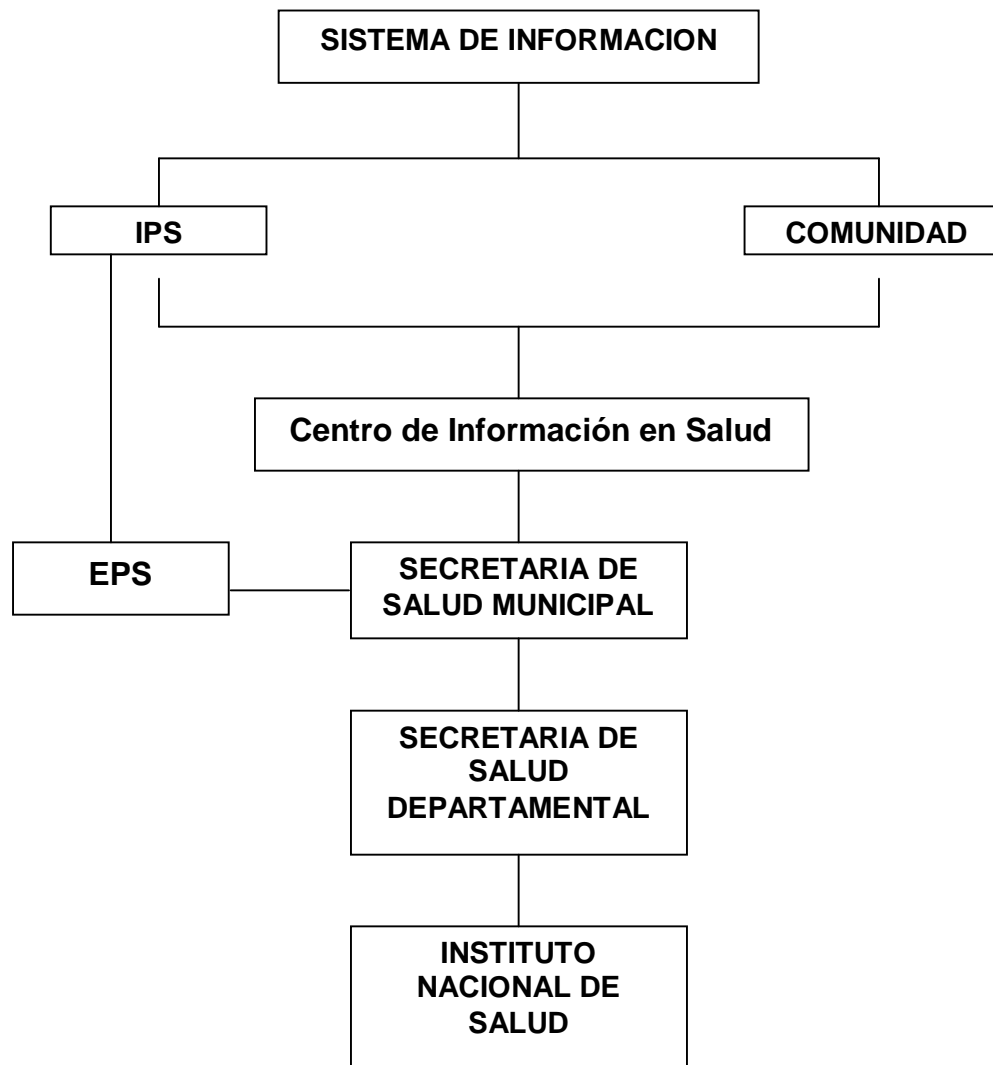 SISTEMA DE INFORMACION
IPS
COMUNIDAD
Centro de Información en Salud
EPS
SECRETARIA DE
SALUD MUNICIPAL
SECRETARIA DE
SALUD
DEPARTAMENTAL
INSTITUTO
NACIONAL DE
SALUD